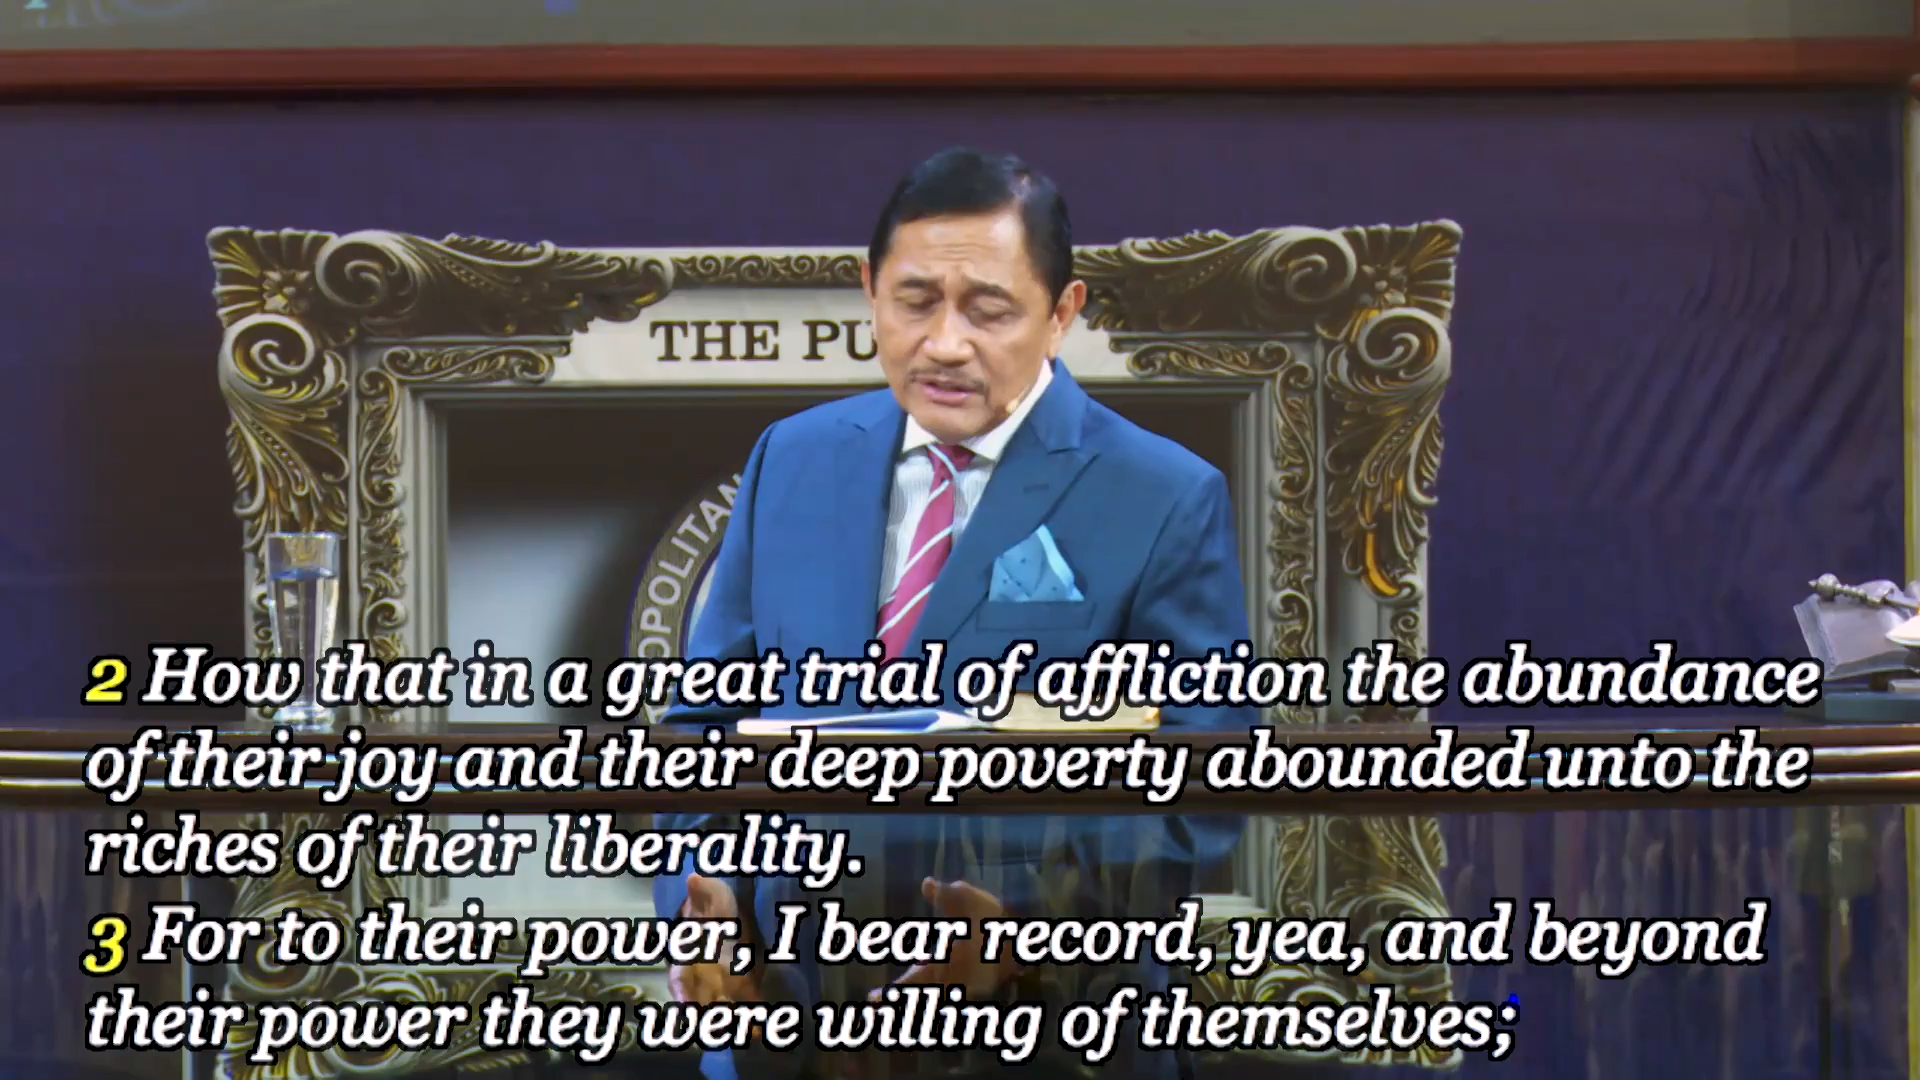 THE PU
OPOLITAN
2 How that in a great trial of affliction the abundance
of their joy and their deep poverty abounded unto the
riches of their liberality.
3 For to their power, I bear record, yea, and beyond
their power they were willing of themselves;